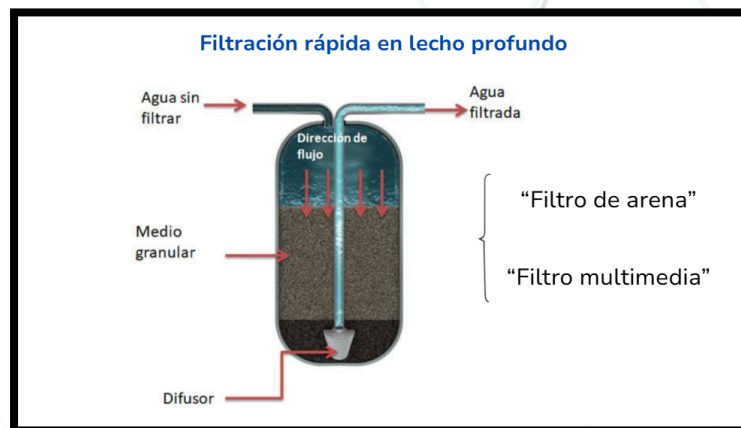 Filtración rápida en lecho profundo
Agua sin
filtrar
Agua
filtrada
Dirección de
flujo
Medio
granular
Difusor
“Filtro de arena”
“Filtro multimedia”